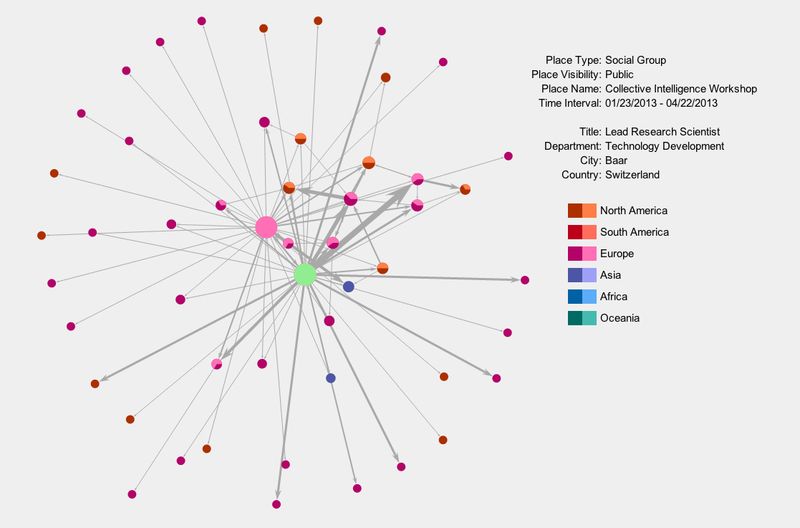 Place Type: Social Group
Place Visibility: Public
Place Name: Collective Intelligence Workshop
Time Interval: 01/23/2013 - 04/22/2013
Title: Lead Research Scientist
Department: Technology Development
City: Baar
Country: Switzerland
North America
South America
Europe
Asia
Africa
Oceania